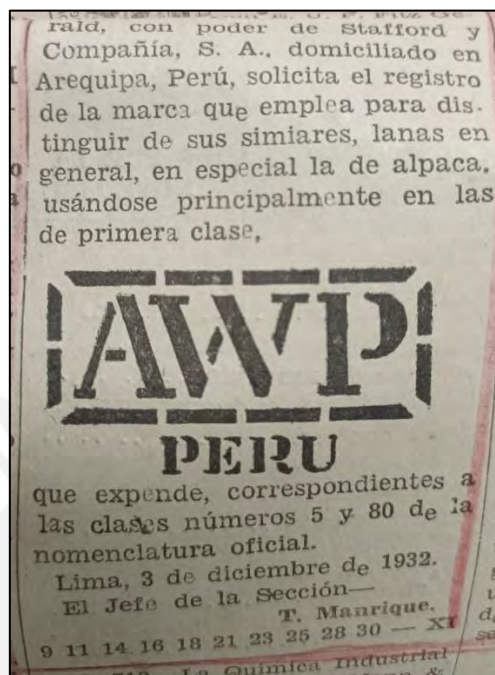 rald, con poder de Stafford y
Compañía, S. A., domiciliado en
Arequipa, Perú, solicita el registro
de la marca que emplea para dis-
tinguir de sus simiares, lanas en
general, en especial la de alpaca.
usándose principalmente en las
de primera clase,
AWP
PERU
que expende, correspondientes a
las clases números 5 y 80 de la
nomenclatura oficial.
Lima, 3 de diciembre de 1932.
El Jefe de la Sección—
T. Manrique.
9 11 14 16 18 21 23 25 28 30 — XI
La Quimica Industrial